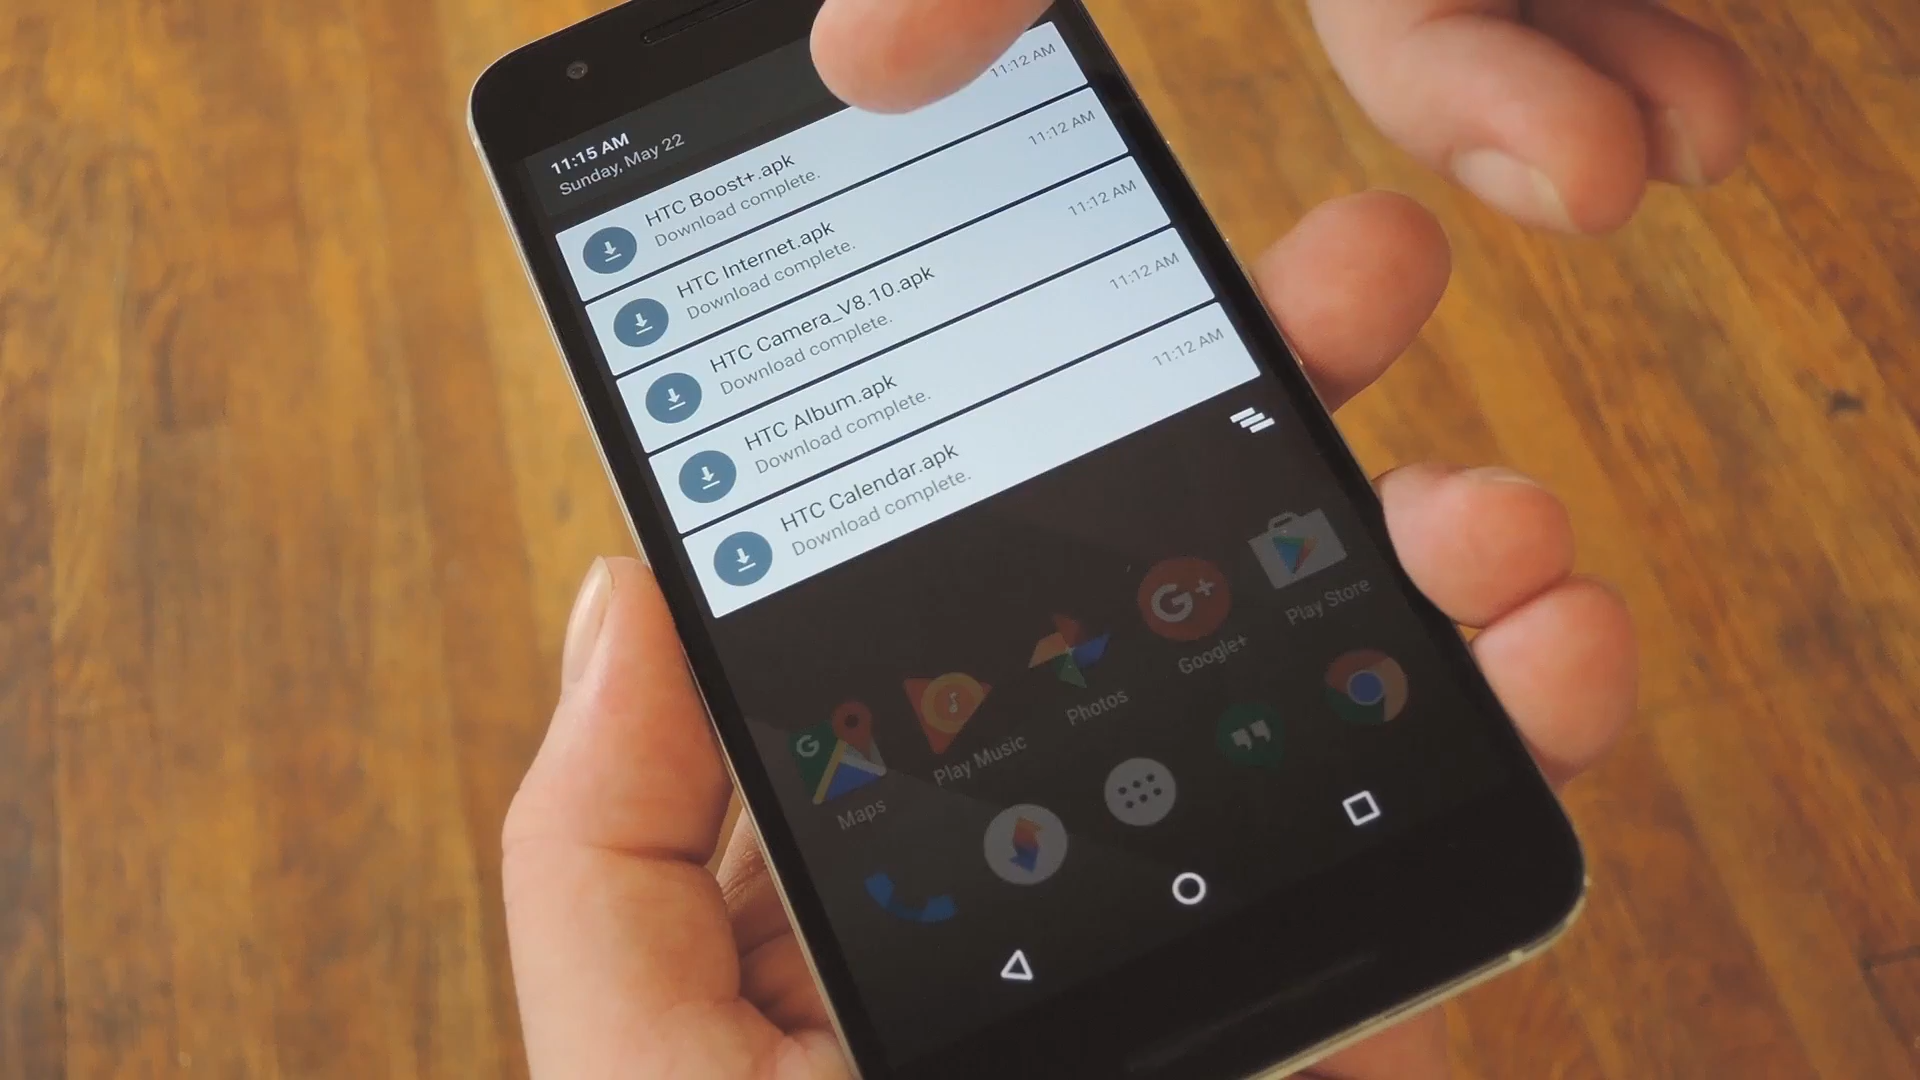 11:15 AM
Sunday, May 22
HTC Boost+.apk
11:12 AM
Download complete.
HTC Internet.apk
11:12 AM
Download complete.
HTC Camera_V8.10.apk
11:12 AM
Download complete.
HTC Album.apk
11:12 AM
Download complete.
HTC Calendar.apk
11:12 AM
Download complete.
Maps
Play Music
Photos
G+
Google+
Play Store
G